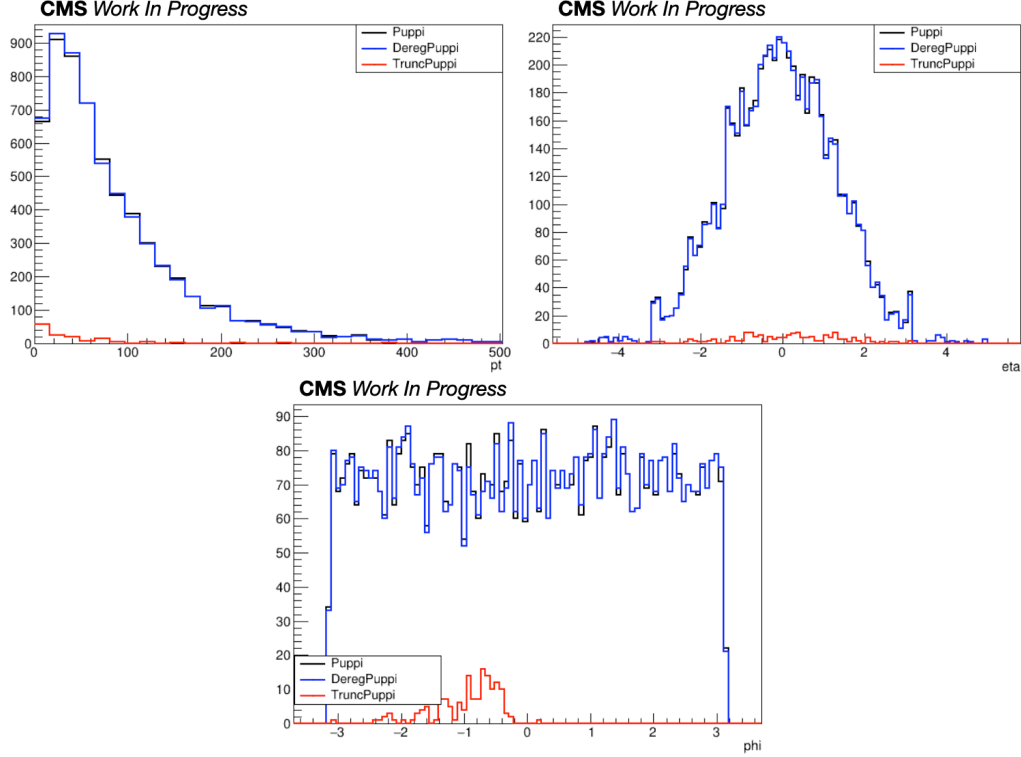 CMS Work In Progress
Puppi
DeregPuppi
TruncPuppi
900
800
700
600
500
400
300
200
100
0
0 100 200 300 400 500
pt
CMS Work In Progress
Puppi
DeregPuppi
TruncPuppi
220
200
180
160
140
120
100
80
60
40
20
0
−4 −2 0 2 4
eta
CMS Work In Progress
90
80
70
60
50
40
30
20
10
0
Puppi
DeregPuppi
TruncPuppi
−3 −2 −1 0 1 2 3
phi